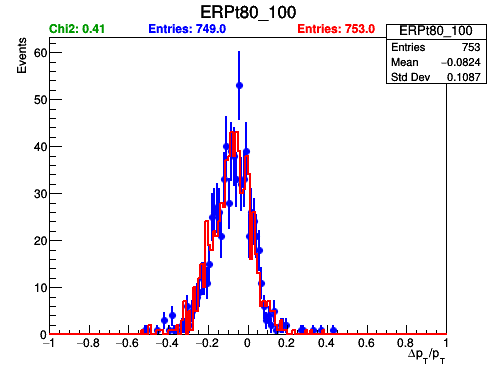 ERPt80_100
Chi2: 0.41 Entries: 749.0 Entries: 753.0
ERPt80_100
Entries 753
Mean −0.0824
Std Dev 0.1087
Events
60
50
40
30
20
10
0
−1 −0.8 −0.6 −0.4 −0.2 0 0.2 0.4 0.6 0.8 1
Δp_T/p_T